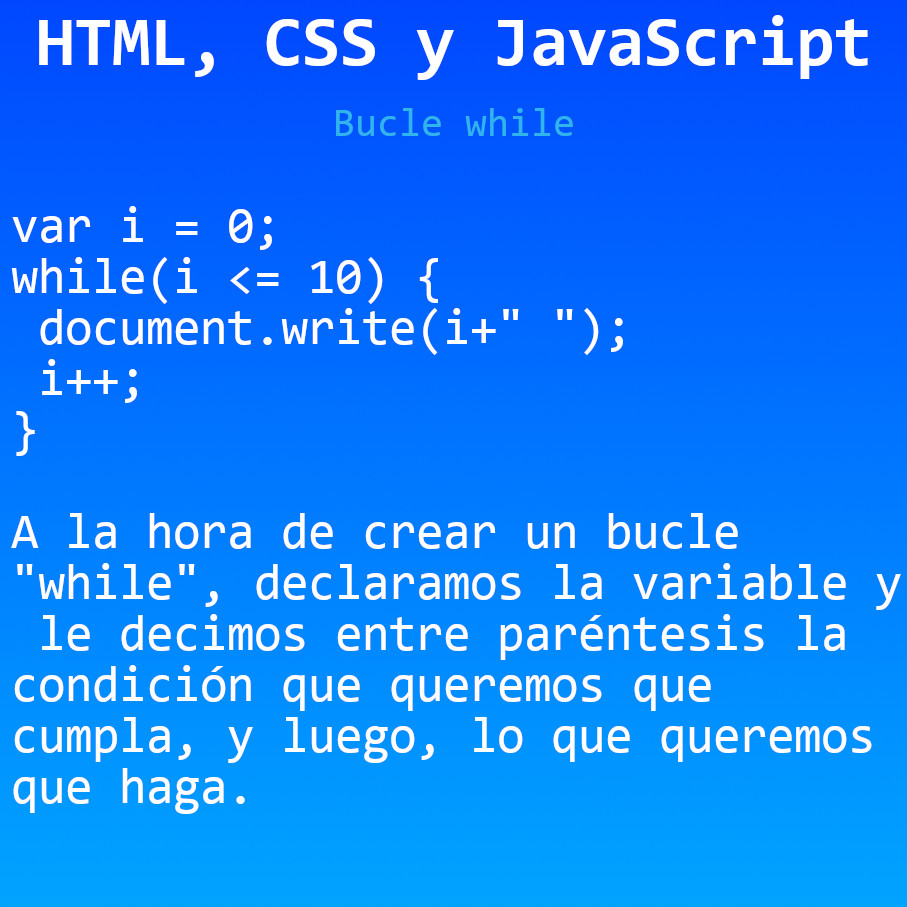 HTML, CSS y JavaScript
Bucle while
var i = 0;
while(i <= 10) {
 document.write(i+" ");
 i++;
}
A la hora de crear un bucle
"while", declaramos la variable y
 le decimos entre paréntesis la
condición que queremos que
cumpla, y luego, lo que queremos
que haga.